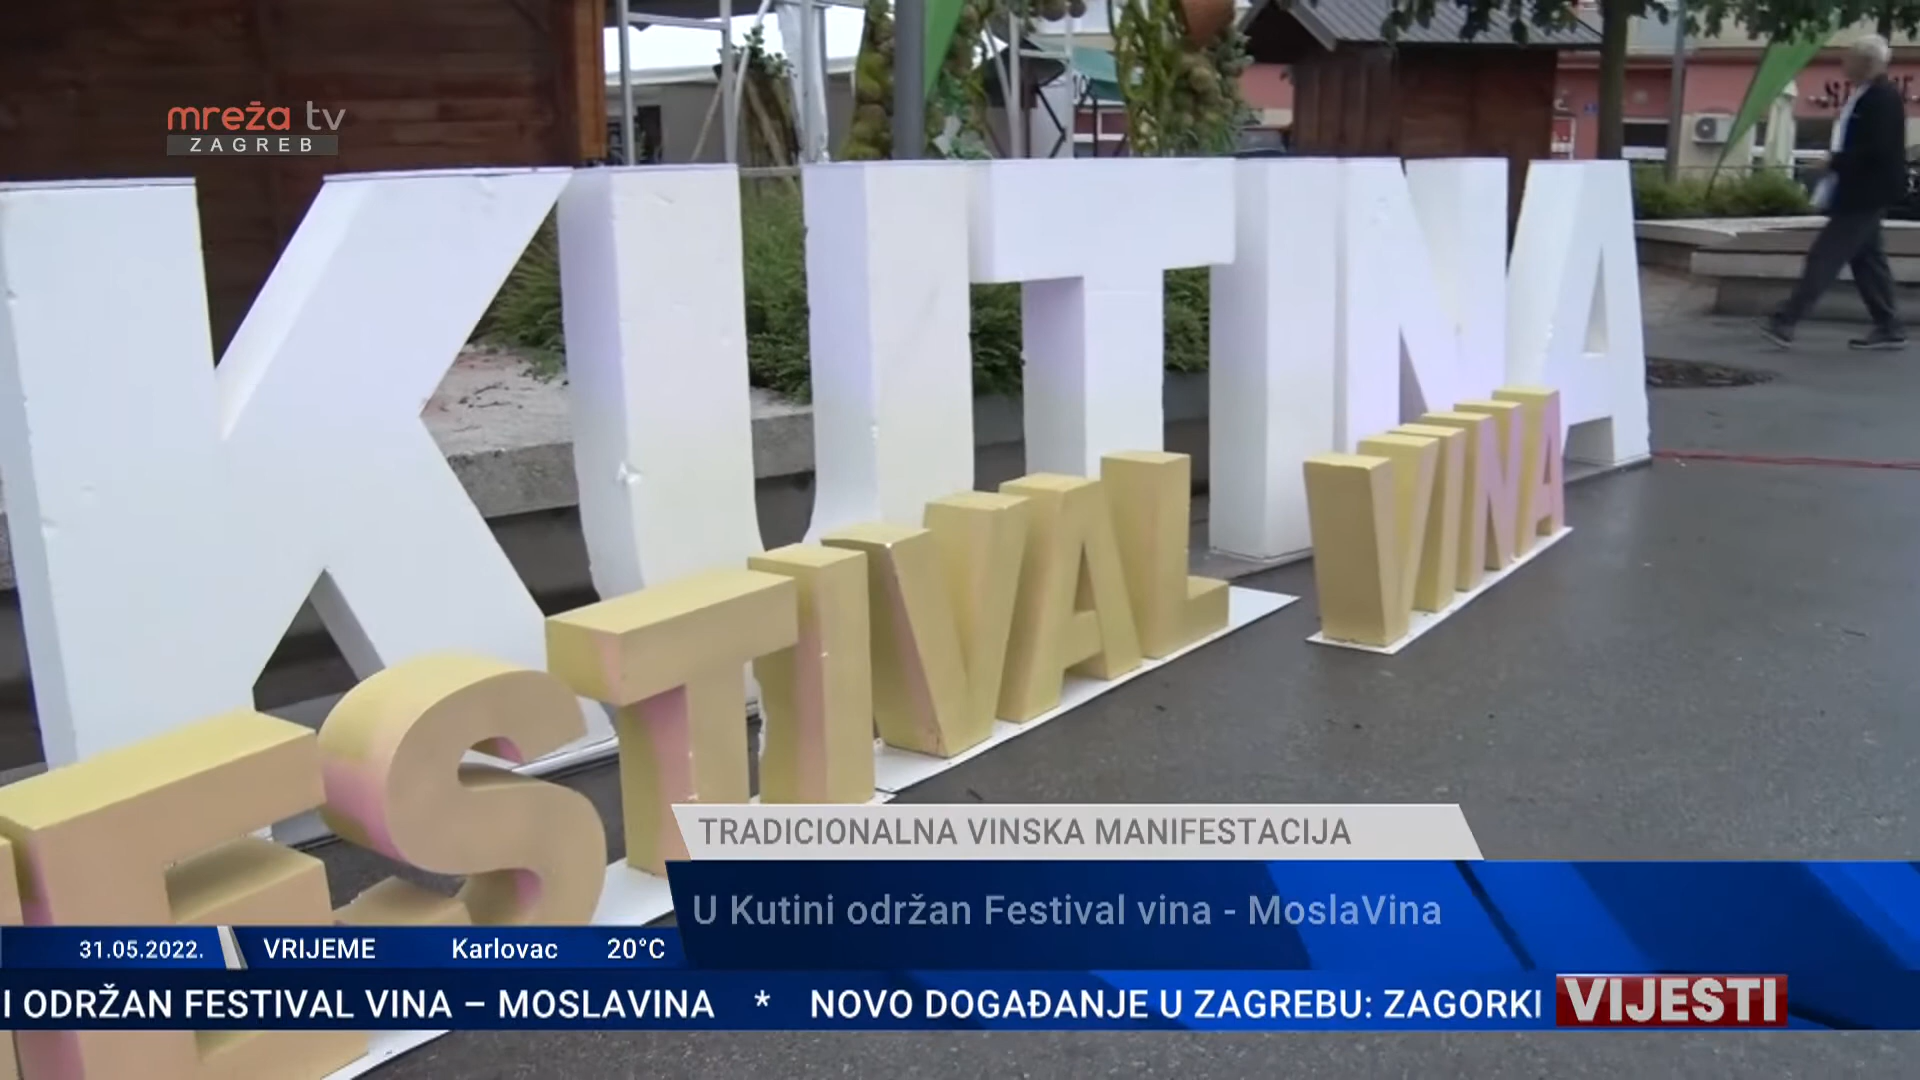 mreža tv
ZAGREB
KUTINA
FESTIVAL VINA
TRADICIONALNA VINSKA MANIFESTACIJA
U Kutini održan Festival vina - MoslaVina
31.05.2022. VRIJEME Karlovac 20°C
I ODRŽAN FESTIVAL VINA – MOSLAVINA * NOVO DOGAĐANJE U ZAGREBU: ZAGORKI
VIJESTI